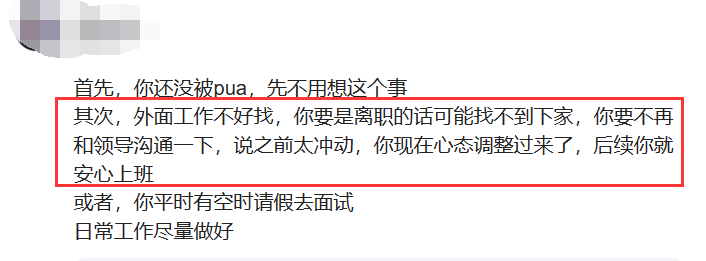 首先，你还没被pua，先不用想这个事
其次，外面工作不好找，你要是离职的话可能找不到下家，你要不再
和领导沟通一下，说之前太冲动，你现在心态调整过来了，后续你就
安心上班
或者，你平时有空时请假去面试
日常工作尽量做好